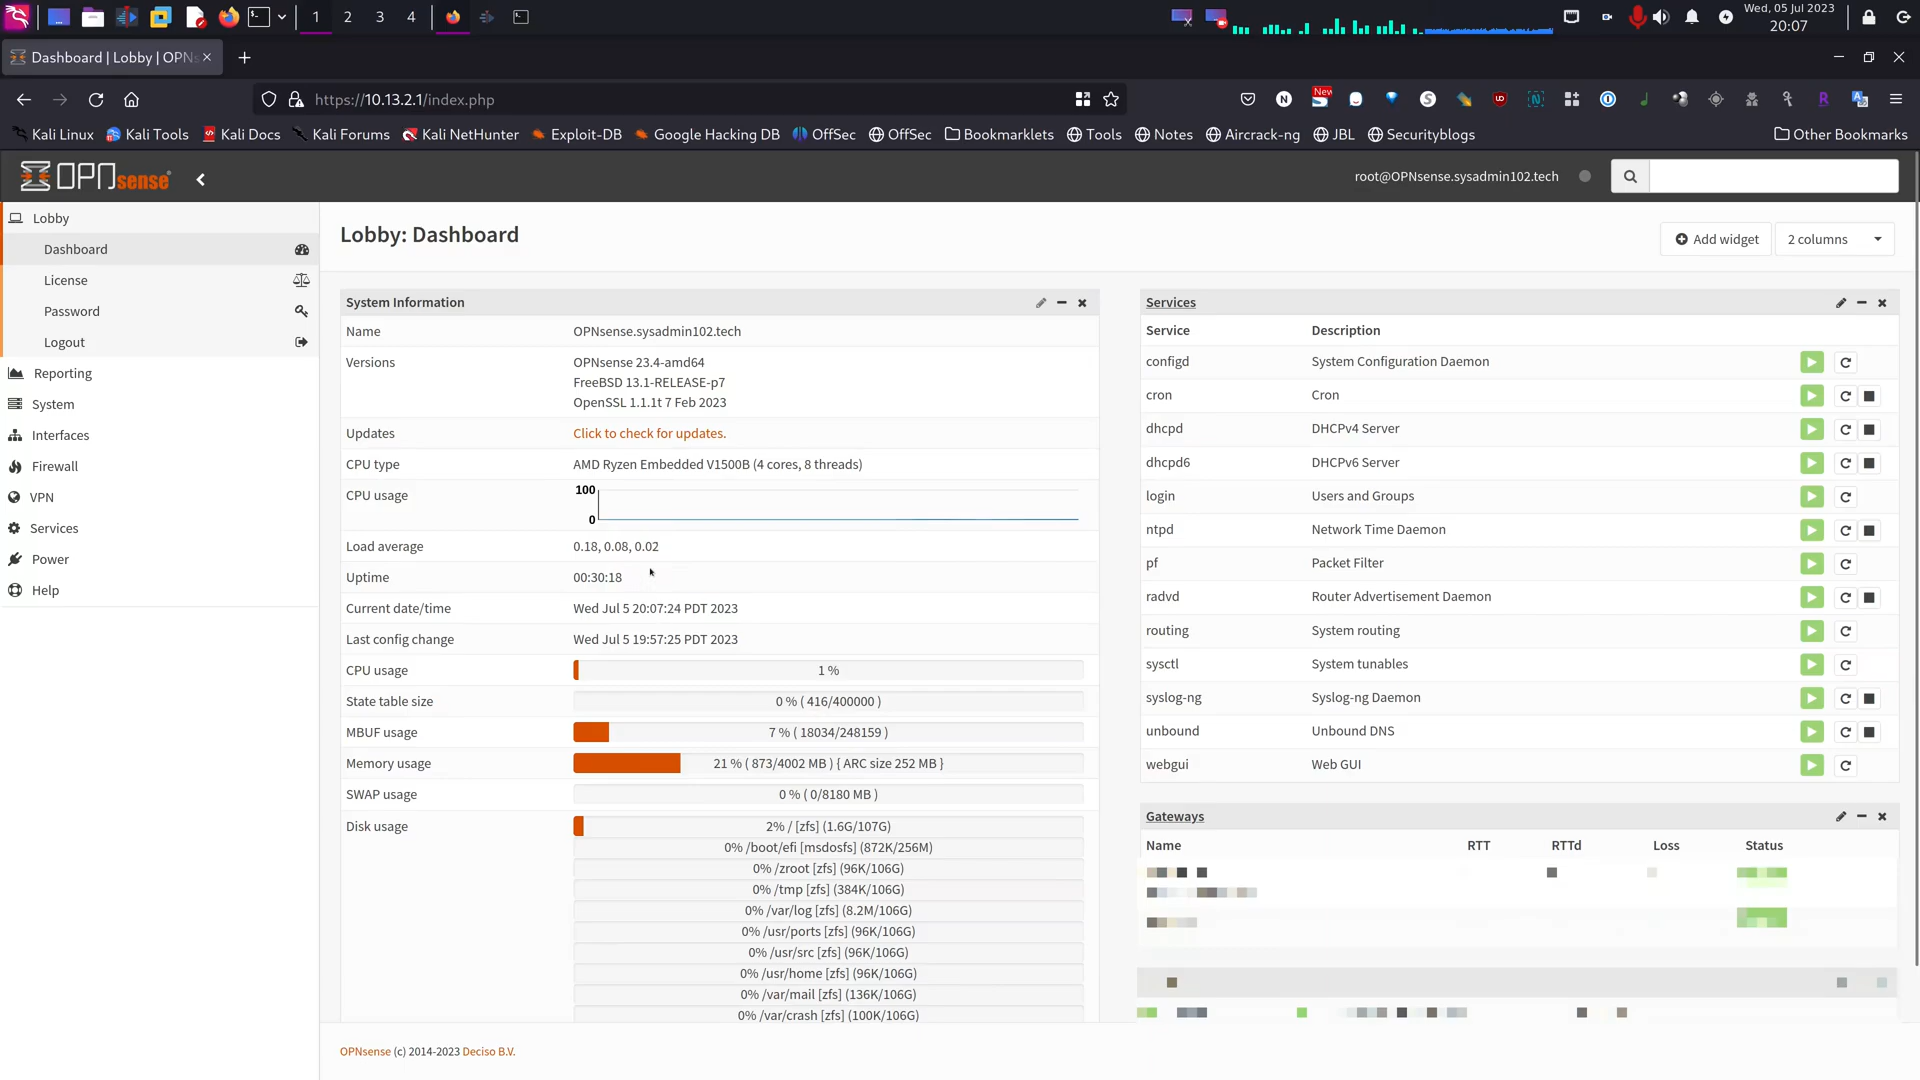 1 2 3 4
Wed, 05 Jul 2023
20:07
Dashboard | Lobby | OPNs
https://10.13.2.1/index.php
New
Kali Linux Kali Tools Kali Docs Kali Forums Kali NetHunter Exploit-DB Google Hacking DB OffSec OffSec Bookmarklets Tools Notes Aircrack-ng JBL Securityblogs Other Bookmarks
OPNsense
root@OPNsense.sysadmin102.tech
Lobby
Dashboard
License
Password
Logout
Reporting
System
Interfaces
Firewall
VPN
Services
Power
Help
Lobby: Dashboard
Add widget
2 columns
System Information
Name OPNsense.sysadmin102.tech
Versions OPNsense 23.4-amd64
FreeBSD 13.1-RELEASE-p7
OpenSSL 1.1.1t 7 Feb 2023
Updates Click to check for updates.
CPU type AMD Ryzen Embedded V1500B (4 cores, 8 threads)
CPU usage 100
0
Load average 0.18, 0.08, 0.02
Uptime 00:30:18
Current date/time Wed Jul 5 20:07:24 PDT 2023
Last config change Wed Jul 5 19:57:25 PDT 2023
CPU usage 1 %
State table size 0 % ( 416/400000 )
MBUF usage 7 % ( 18034/248159 )
Memory usage 21 % ( 873/4002 MB ) { ARC size 252 MB }
SWAP usage 0 % ( 0/8180 MB )
Disk usage 2% / [zfs] (1.6G/107G)
0% /boot/efi [msdosfs] (872K/256M)
0% /zroot [zfs] (96K/106G)
0% /tmp [zfs] (384K/106G)
0% /var/log [zfs] (8.2M/106G)
0% /usr/ports [zfs] (96K/106G)
0% /usr/src [zfs] (96K/106G)
0% /usr/home [zfs] (96K/106G)
0% /var/mail [zfs] (136K/106G)
0% /var/crash [zfs] (100K/106G)
Services
Service Description
configd System Configuration Daemon
cron Cron
dhcpd DHCPv4 Server
dhcpd6 DHCPv6 Server
login Users and Groups
ntpd Network Time Daemon
pf Packet Filter
radvd Router Advertisement Daemon
routing System routing
sysctl System tunables
syslog-ng Syslog-ng Daemon
unbound Unbound DNS
webgui Web GUI
Gateways
Name RTT RTTd Loss Status
OPNsense (c) 2014-2023 Deciso B.V.